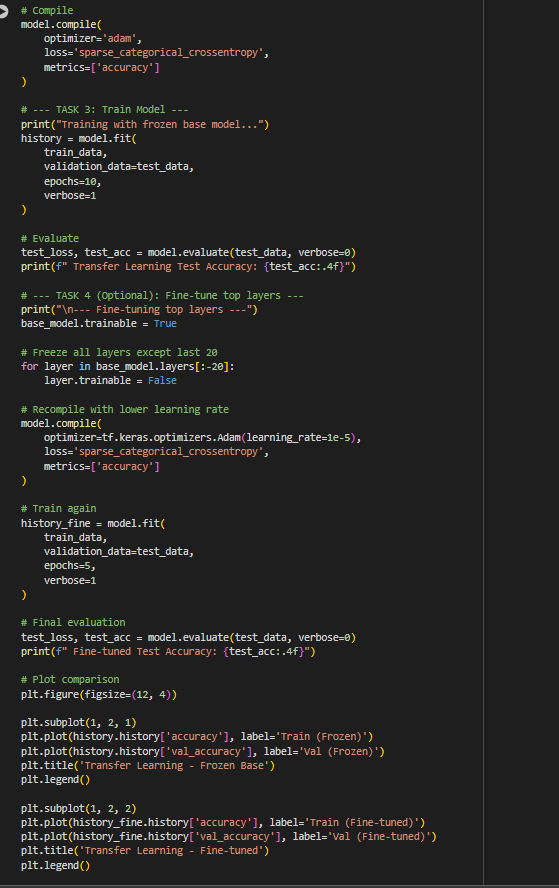 # Compile
model.compile(
    optimizer='adam',
    loss='sparse_categorical_crossentropy',
    metrics=['accuracy']
)

# --- TASK 3: Train Model ---
print("Training with frozen base model...")
history = model.fit(
    train_data,
    validation_data=test_data,
    epochs=10,
    verbose=1
)

# Evaluate
test_loss, test_acc = model.evaluate(test_data, verbose=0)
print(f" Transfer Learning Test Accuracy: {test_acc:.4f}")

# --- TASK 4 (Optional): Fine-tune top layers ---
print("\n--- Fine-tuning top layers ---")
base_model.trainable = True

# Freeze all layers except last 20
for layer in base_model.layers[:-20]:
    layer.trainable = False

# Recompile with lower learning rate
model.compile(
    optimizer=tf.keras.optimizers.Adam(learning_rate=1e-5),
    loss='sparse_categorical_crossentropy',
    metrics=['accuracy']
)

# Train again
history_fine = model.fit(
    train_data,
    validation_data=test_data,
    epochs=5,
    verbose=1
)

# Final evaluation
test_loss, test_acc = model.evaluate(test_data, verbose=0)
print(f" Fine-tuned Test Accuracy: {test_acc:.4f}")

# Plot comparison
plt.figure(figsize=(12, 4))

plt.subplot(1, 2, 1)
plt.plot(history.history['accuracy'], label='Train (Frozen)')
plt.plot(history.history['val_accuracy'], label='Val (Frozen)')
plt.title('Transfer Learning - Frozen Base')
plt.legend()

plt.subplot(1, 2, 2)
plt.plot(history_fine.history['accuracy'], label='Train (Fine-tuned)')
plt.plot(history_fine.history['val_accuracy'], label='Val (Fine-tuned)')
plt.title('Transfer Learning - Fine-tuned')
plt.legend()